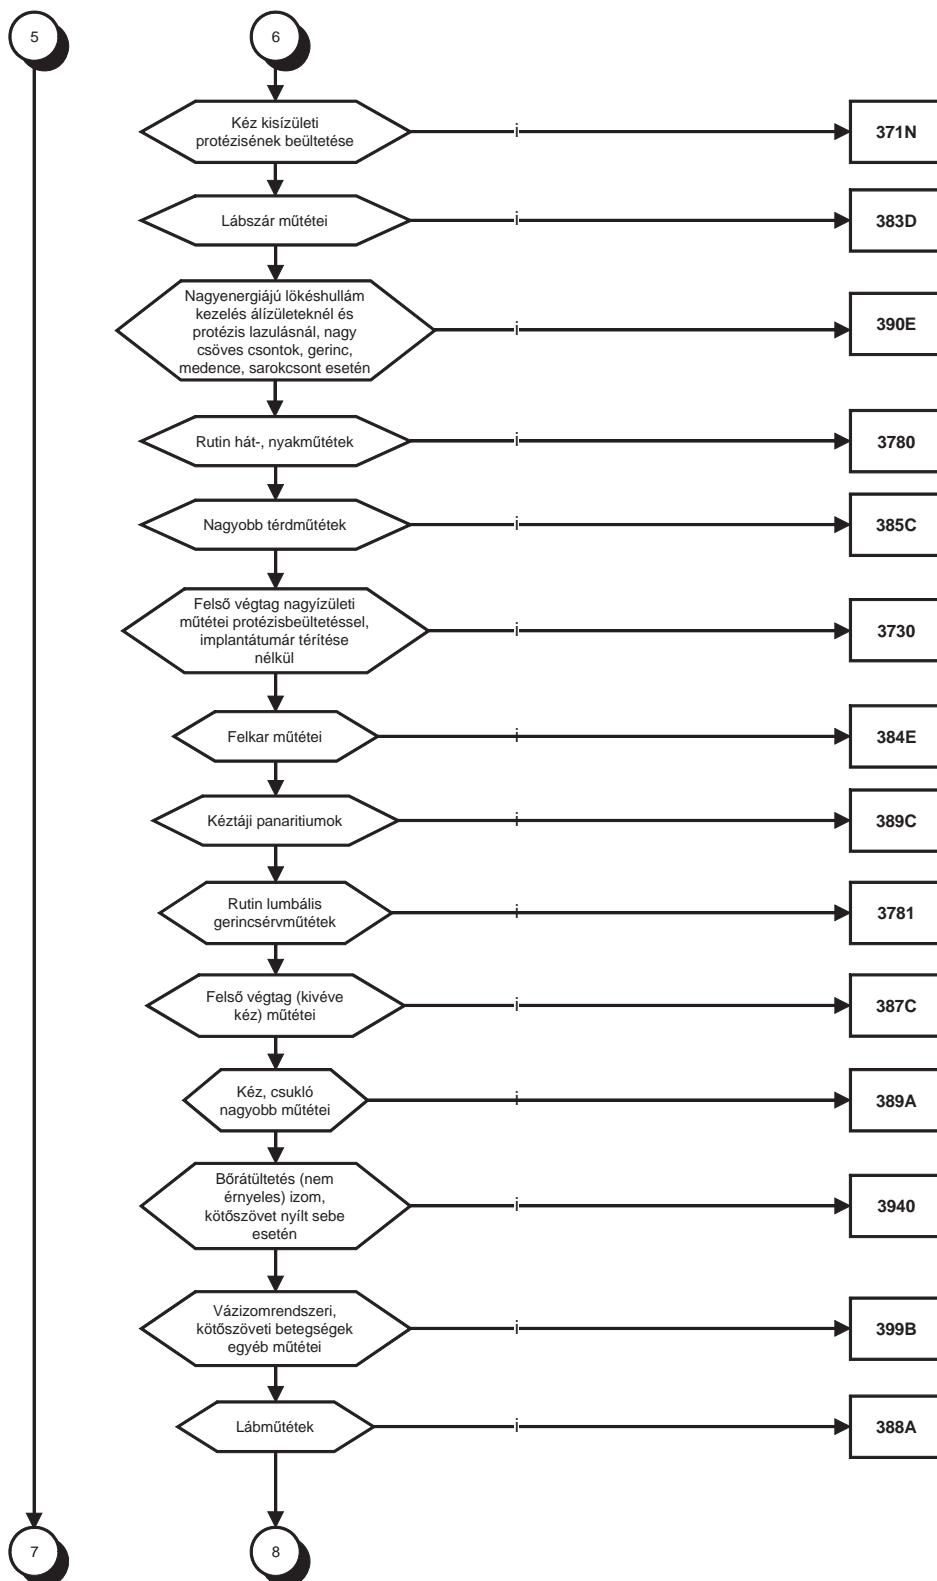 5
6
Kéz kisízületi
protézisének beültetése
i
371N
Lábszár műtétei
i
383D
Nagyenergiájú lökéshullám
kezelés álízületeknél és
protézis lazulásnál, nagy
csöves csontok, gerinc,
medence, sarokcsont esetén
i
390E
Rutin hát-, nyakműtétek
i
3780
Nagyobb térdműtétek
i
385C
Felső végtag nagyízületi
műtétei protézisbeültetéssel,
implantátumár térítése
nélkül
i
3730
Felkar műtétei
i
384E
Kéztáji panaritiumok
i
389C
Rutin lumbális
gerincsérvműtétek
i
3781
Felső végtag (kivéve
kéz) műtétei
i
387C
Kéz, csukló
nagyobb műtétei
i
389A
Bőrátültetés (nem
érnyeles) izom,
kötőszövet nyílt sebe
esetén
i
3940
Vázizomrendszeri,
kötőszöveti betegségek
egyéb műtétei
i
399B
Lábműtétek
i
388A
7
8